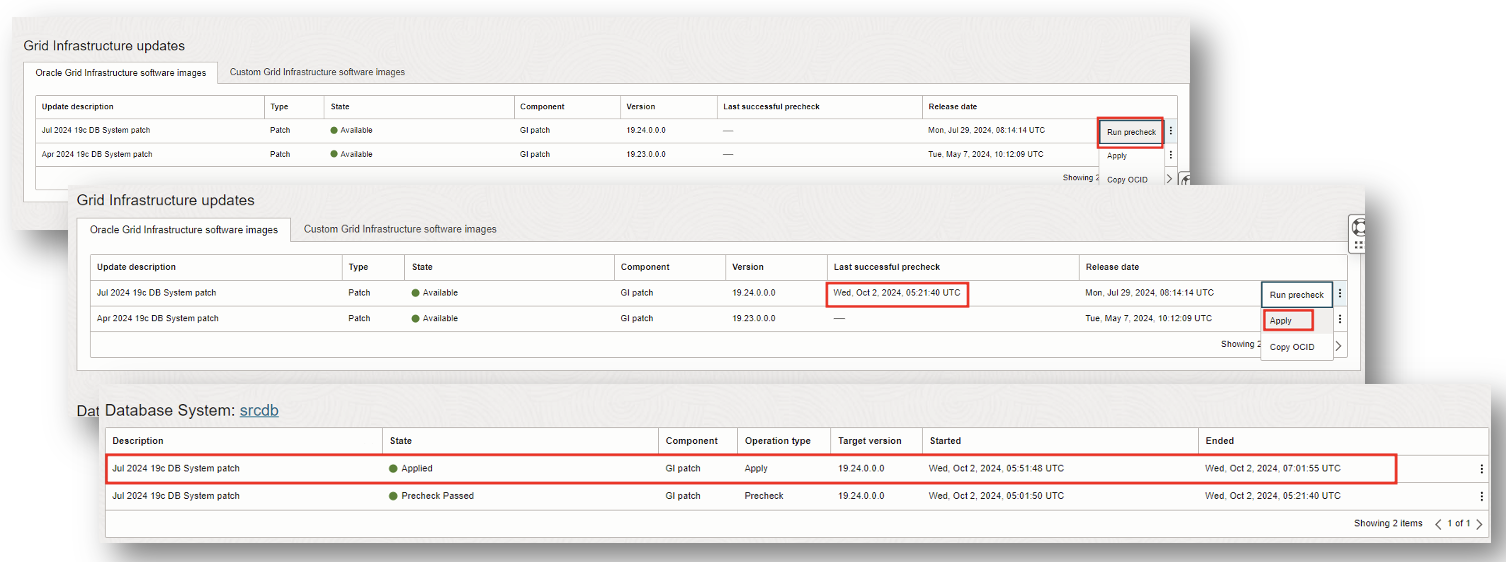 Grid Infrastructure updates
Oracle Grid Infrastructure software images Custom Grid Infrastructure software images
Update description Type State Component Version Last successful precheck Release date
Jul 2024 19c DB System patch Patch Available GI patch 19.24.0.0.0 — Mon, Jul 29, 2024, 08:14:14 UTC Run precheck
Apr 2024 19c DB System patch Patch Available GI patch 19.23.0.0.0 — Tue, May 7, 2024, 10:12:09 UTC Apply
Showing 2 Copy OCID
Grid Infrastructure updates
Oracle Grid Infrastructure software images Custom Grid Infrastructure software images
Update description Type State Component Version Last successful precheck Release date
Jul 2024 19c DB System patch Patch Available GI patch 19.24.0.0.0 Wed, Oct 2, 2024, 05:21:40 UTC Mon, Jul 29, 2024, 08:14:14 UTC Run precheck
Apr 2024 19c DB System patch Patch Available GI patch 19.23.0.0.0 — Tue, May 7, 2024, 10:12:09 UTC Apply
Showing 2 Copy OCID
Dat Database System: srcdb
Description State Component Operation type Target version Started Ended
Jul 2024 19c DB System patch Applied GI patch Apply 19.24.0.0.0 Wed, Oct 2, 2024, 05:51:48 UTC Wed, Oct 2, 2024, 07:01:55 UTC
Jul 2024 19c DB System patch Precheck Passed GI patch Precheck 19.24.0.0.0 Wed, Oct 2, 2024, 05:01:50 UTC Wed, Oct 2, 2024, 05:21:40 UTC
Showing 2 items 1 of 1